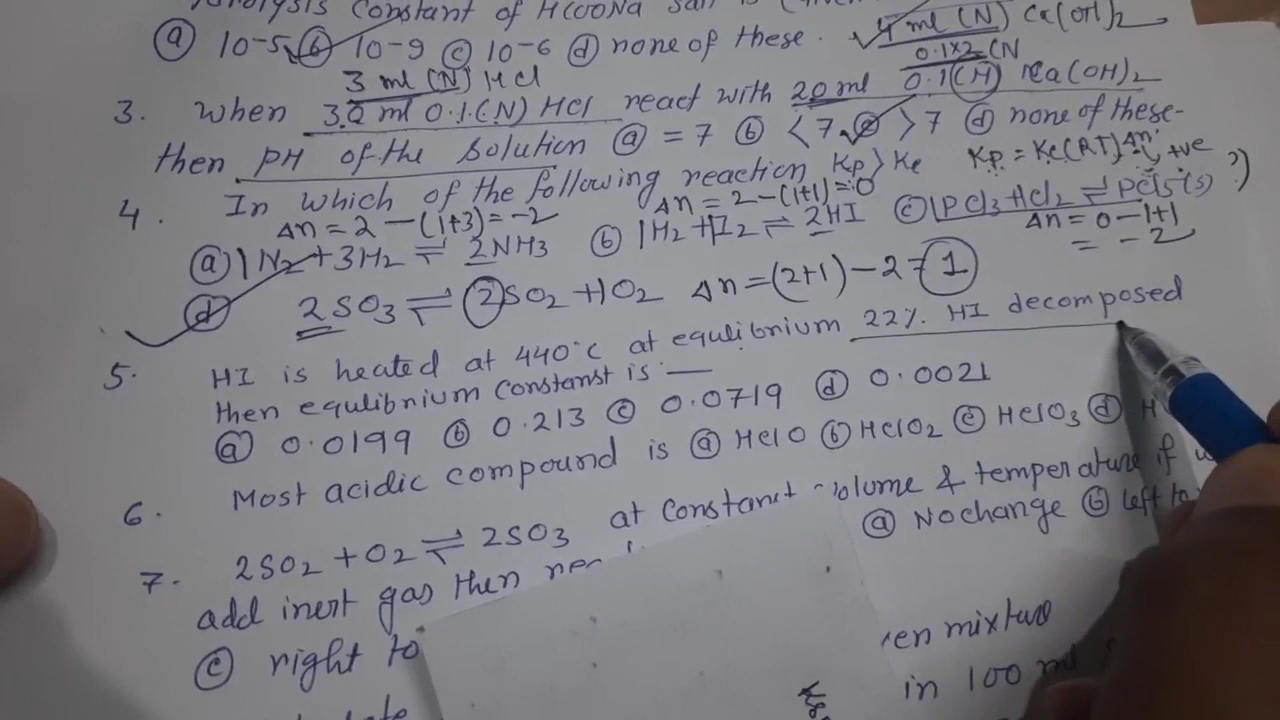 Constant of HCOONa salt is
ⓐ 10-5 ⓑ 10-9 ⓒ 10-6 ⓓ none of these.
4 ml (N) Ca(OH)2
0.1×2 (N
3 ml (N) HCl
3. When 30 ml 0.1(N) HCl react with 20 ml 0.1(M) Ca(OH)2
then PH of the solution ⓐ = 7 ⓑ < 7 ⓒ > 7 ⓓ none of these-
4. In which of the following reaction Kp > Kc
Kp = Kc(RT)Δn, +ve
Δn = 2 - (1+3) = -2
Δn = 2 - (1+1) = 0
ⓐ 1 N2 + 3H2 ⇌ 2NH3 ⓑ 1H2 + 1I2 ⇌ 2HI ⓒ PCl3 + Cl2 ⇌ PCl5(s)
Δn = 0 - 1+1
= -2
ⓓ 2SO3 ⇌ 2SO2 + 1O2 Δn = (2+1) - 2 = 1
5. HI is heated at 440°C at equlibrium 22% HI decomposed
then equlibrium constanst is —
ⓐ 0.0199 ⓑ 0.213 ⓒ 0.0719 ⓓ 0.0021
6. Most acidic compound is ⓐ HClO ⓑ HClO2 ⓒ HClO3 ⓓ H
7. 2SO2 + O2 ⇌ 2SO3 at constant volume & temperature if
add inert gas then ⓐ No change ⓑ left to
ⓒ right to
mixture
in 100 ml